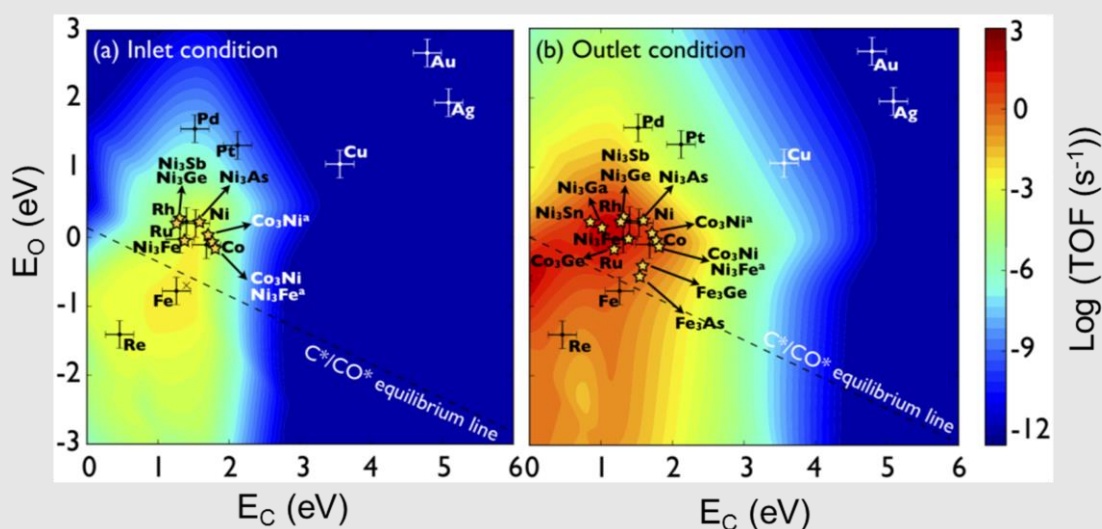 (a) Inlet condition
3
2
1
0
-1
-2
-3
E_O (eV)
Au
Ag
Pd
Pt
Cu
Ni₃Sb
Ni₃Ge
Ni₃As
Rh
Ni
Ru
Co₃Niᵃ
Ni₃Fe
Co
Co₃Ni
Ni₃Feᵃ
Fe
Re
C*/CO* equilibrium line
0 1 2 3 4 5 6
E_C (eV)
(b) Outlet condition
Au
Ag
Pd
Pt
Cu
Ni₃Sb
Ni₃Ge
Ni₃As
Ni₃Ga
Rh
Ni
Ni₃Sn
Co₃Niᵃ
Ni₃Fe
Co
Co₃Ge
Ru
Co₃Ni
Ni₃Feᵃ
Fe₃Ge
Fe
Fe₃As
Re
C*/CO*
equilibrium line
0 1 2 3 4 5 6
E_C (eV)
3
0
-3
-6
-9
-12
Log (TOF (s⁻¹))